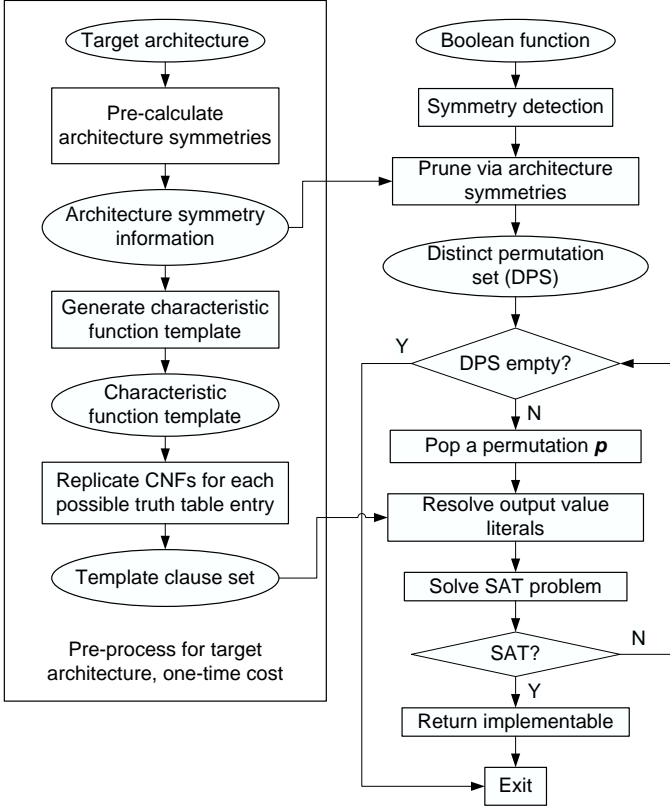 Target architecture
Pre-calculate
architecture symmetries
Architecture symmetry
information
Generate characteristic
function template
Characteristic
function template
Replicate CNFs for each
possible truth table entry
Template clause set
Pre-process for target
architecture, one-time cost
Boolean function
Symmetry detection
Prune via architecture
symmetries
Distinct permutation
set (DPS)
Y
DPS empty?
N
Pop a permutation p
Resolve output value
literals
Solve SAT problem
SAT?
N
Y
Return implementable
Exit